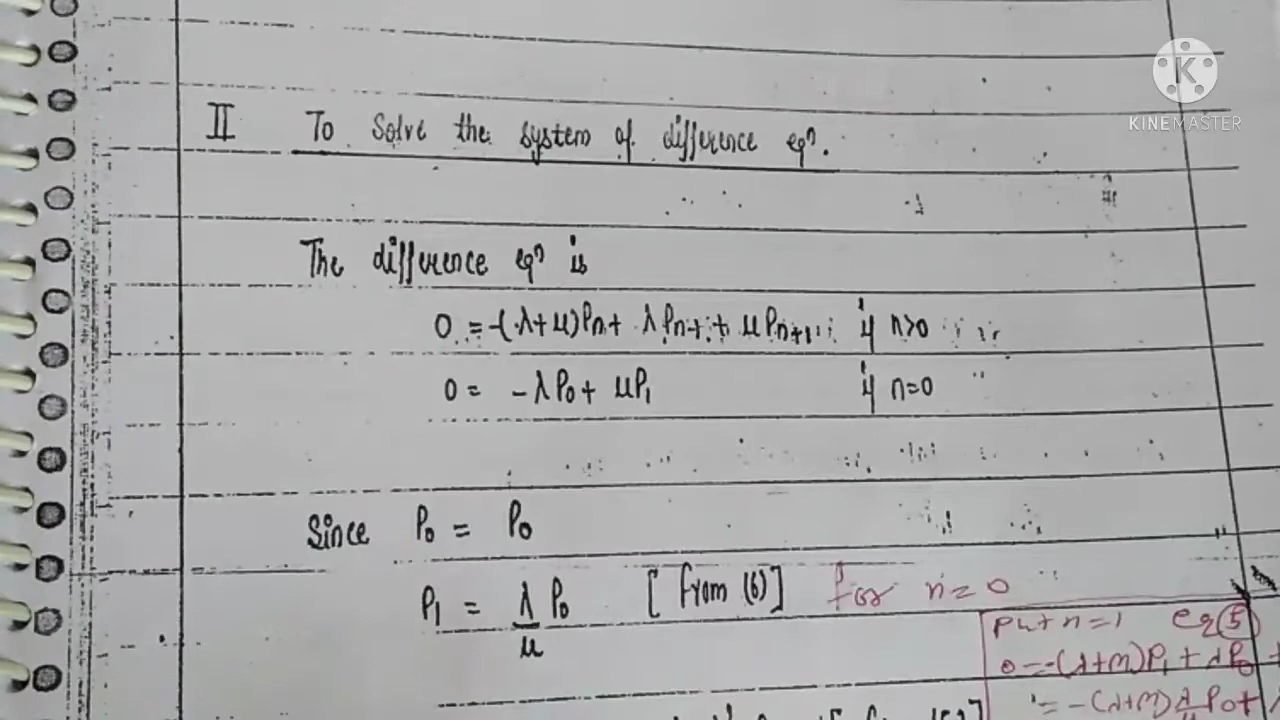 KINEMASTER
II To Solve the system of difference eqn.
The difference eqn is
0 = -(λ+μ)Pn + λPn-1 + μPn+1 if n>0
0 = -λP0 + μP1 if n=0
Since P0 = P0
P1 = λ/μ P0 [from (6)] for n = 0
Put n=1 eq (5)
0 = -(λ+m)P1 + λP0 +
= -(λ+m) λ P0 +